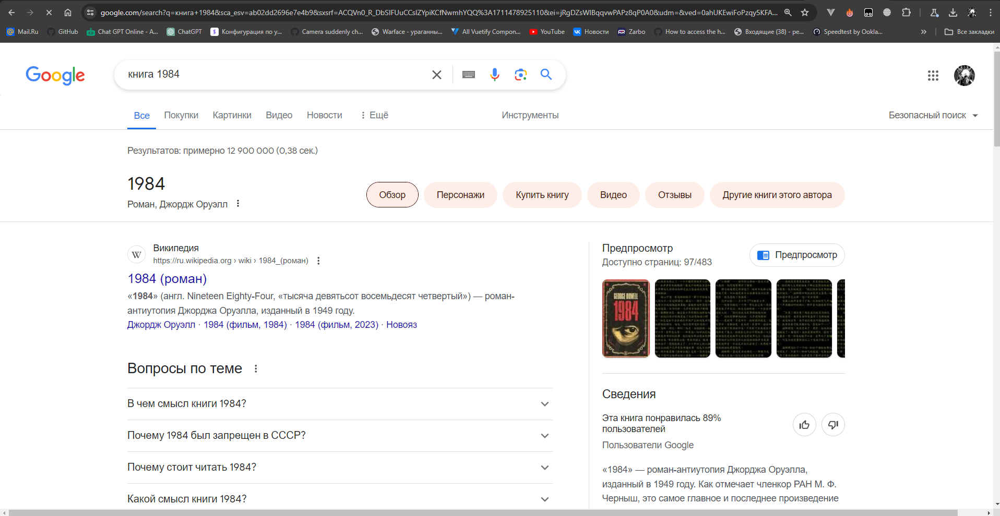 google.com/search?q=книга+1984&sca_esv=ab02dd2696e7e4b9&sxsrf=ACQVn0_R_DbSIFUuCCsIZYpiKCfNwmhYQQ%3A1711478925110&ei=jRgDZsWIBqqvwPAPz8qP0A0&udm=&ved=0ahUKEwiFoPzqy5KFA...
Mail.Ru GitHub Chat GPT Online - A... ChatGPT Конфигурация по у... Camera suddenly ch... Warface - ураганны... All Vuetify Compon... YouTube Новости Zarbo How to access the h... Входящие (38) - ре... Speedtest by Ookla... Все закладки
Google
книга 1984
Все Покупки Картинки Видео Новости Ещё Инструменты Безопасный поиск
Результатов: примерно 12 900 000 (0,38 сек.)
1984
Роман, Джордж Оруэлл
Обзор Персонажи Купить книгу Видео Отзывы Другие книги этого автора
W
Википедия
https://ru.wikipedia.org › wiki › 1984_(роман)
1984 (роман)
«1984» (англ. Nineteen Eighty-Four, «тысяча девятьсот восемьдесят четвертый») — роман-
антиутопия Джорджа Оруэлла, изданный в 1949 году.
Джордж Оруэлл · 1984 (фильм, 1984) · 1984 (фильм, 2023) · Новояз
Вопросы по теме
В чем смысл книги 1984?
Почему 1984 был запрещен в СССР?
Почему стоит читать 1984?
Какой смысл книги 1984?
Предпросмотр
Доступно страниц: 97/483
Предпросмотр
GEORGE ORWELL
1984
Сведения
Эта книга понравилась 89%
пользователей
Пользователи Google
«1984» — роман-антиутопия Джорджа Оруэлла,
изданный в 1949 году. Как отмечает членкор РАН М. Ф.
Черныш, это самое главное и последнее произведение